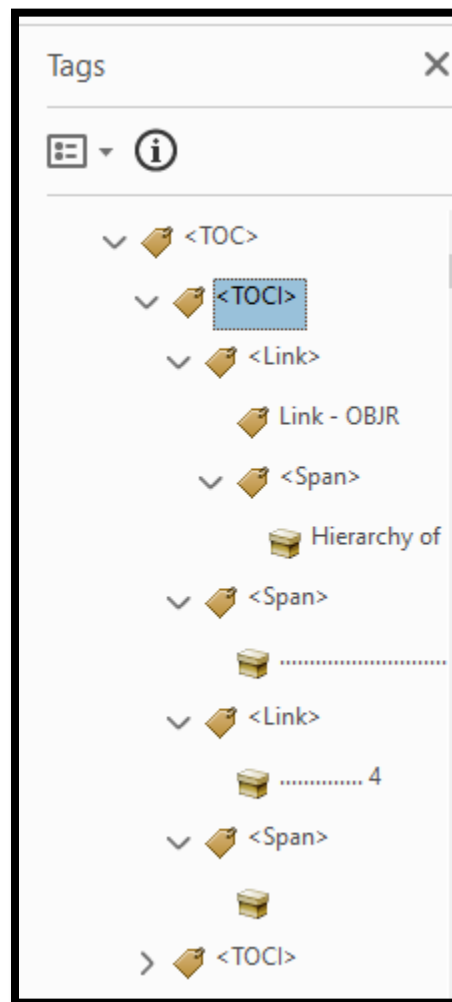 Tags
<TOC>
<TOCI>
<Link>
Link - OBJR
<Span>
Hierarchy of
<Span>
............................
<Link>
.............. 4
<Span>
<TOCI>